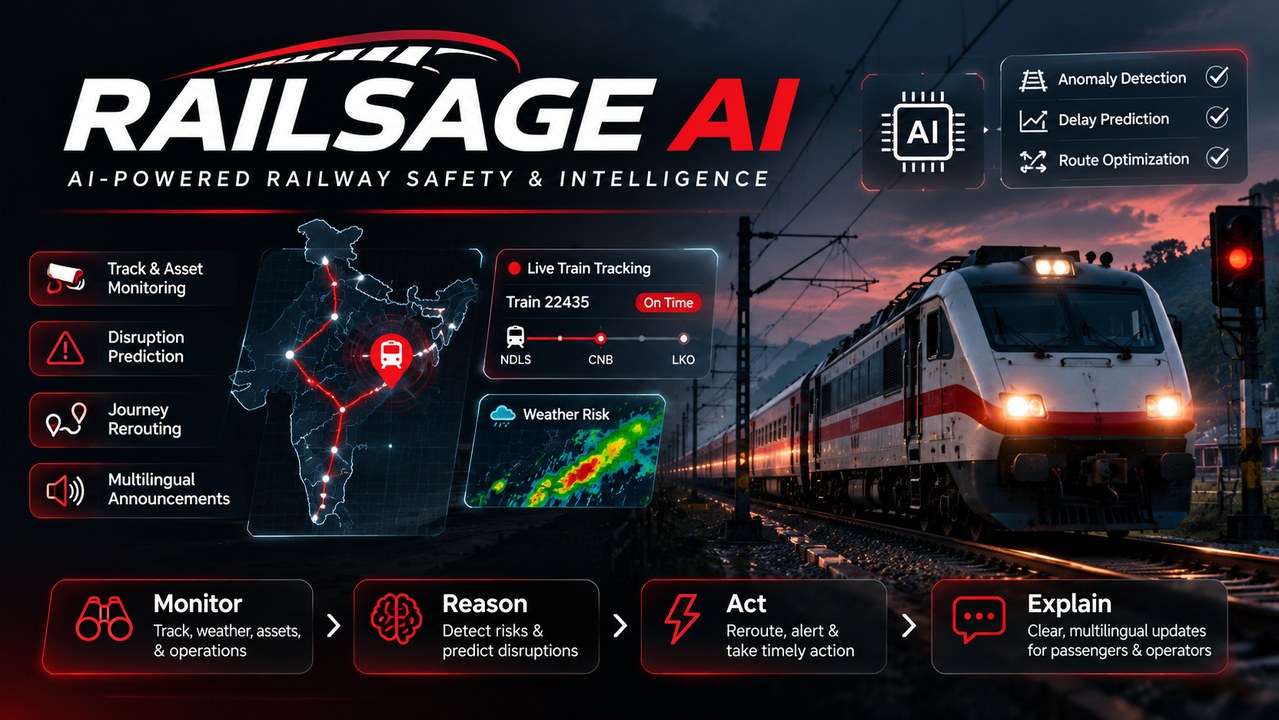 RAILSAGE AI
AI-POWERED RAILWAY SAFETY & INTELLIGENCE
AI
Anomaly Detection
Delay Prediction
Route Optimization
Track & Asset
Monitoring
Disruption
Prediction
Journey
Rerouting
Multilingual
Announcements
Live Train Tracking
Train 22435
On Time
NDLS
CNB
LKO
Weather Risk
Monitor
Track, weather, assets,
& operations
Reason
Detect risks &
predict disruptions
Act
Reroute, alert &
take timely action
Explain
Clear, multilingual updates
for passengers & operators